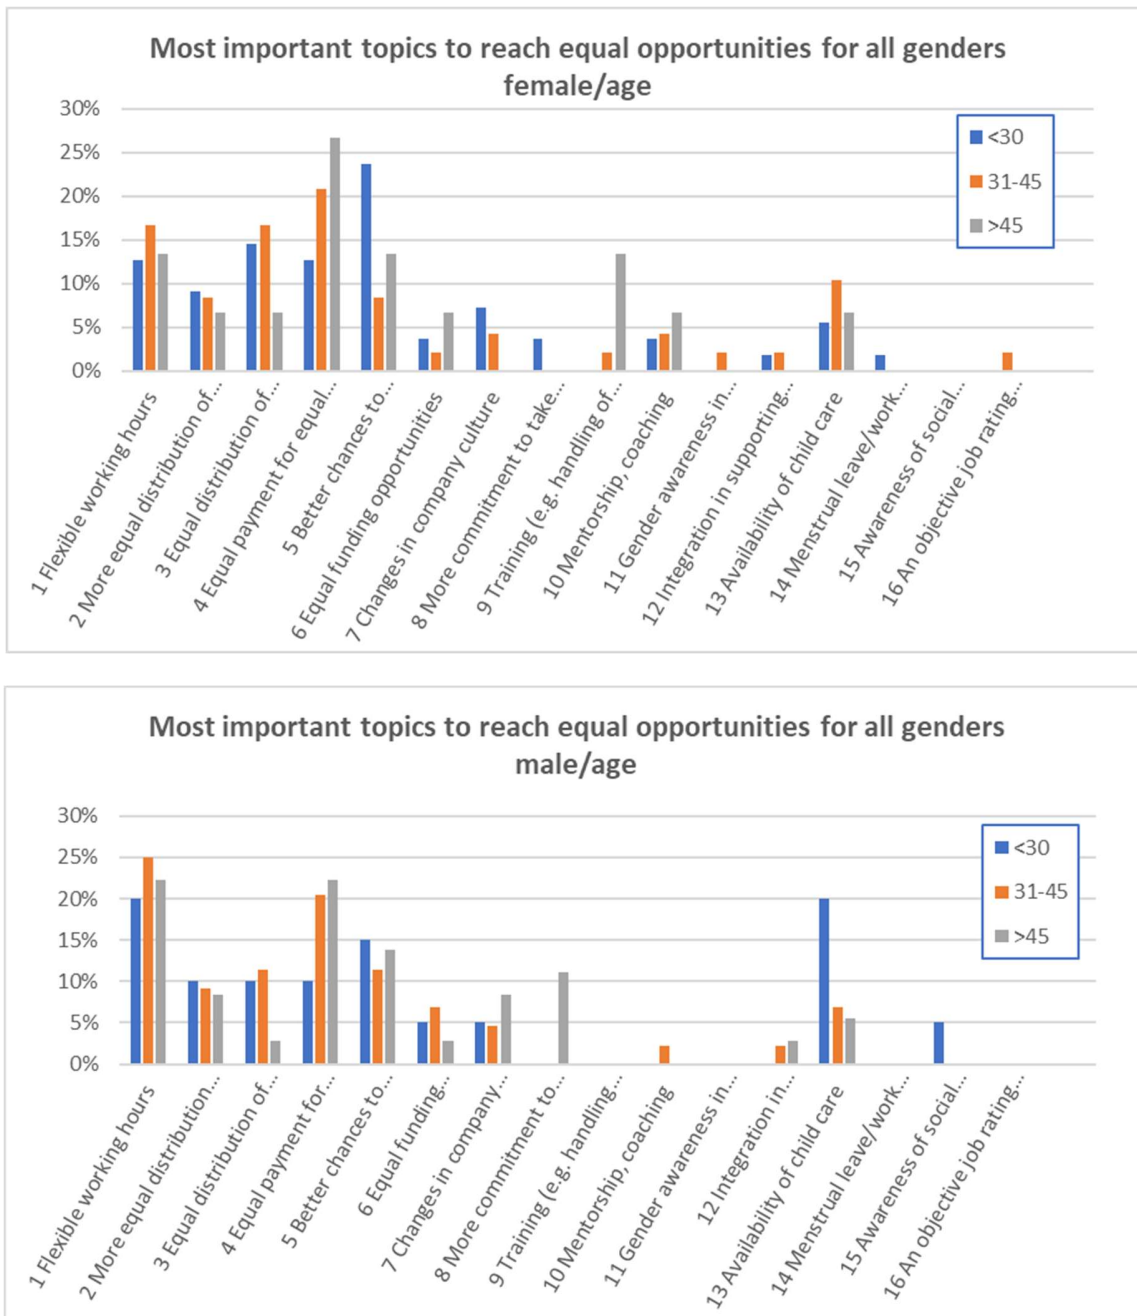 Most important topics to reach equal opportunities for all genders
female/age
30%
25%
20%
15%
10%
5%
0%
<30
31-45
>45
1 Flexible working hours
2 More equal distribution of...
3 Equal distribution of...
4 Equal payment for equal...
5 Better chances to...
6 Equal funding opportunities
7 Changes in company culture
8 More commitment to take...
9 Training (e.g. handling of...
10 Mentorship, coaching
11 Gender awareness in...
12 Integration in supporting...
13 Availability of child care
14 Menstrual leave/work...
15 Awareness of social...
16 An objective job rating...
Most important topics to reach equal opportunities for all genders
male/age
30%
25%
20%
15%
10%
5%
0%
<30
31-45
>45
1 Flexible working hours
2 More equal distribution...
3 Equal distribution of...
4 Equal payment for...
5 Better chances to...
6 Equal funding...
7 Changes in company...
8 More commitment to...
9 Training (e.g. handling...
10 Mentorship, coaching
11 Gender awareness in...
12 Integration in...
13 Availability of child care
14 Menstrual leave/work...
15 Awareness of social...
16 An objective job rating...